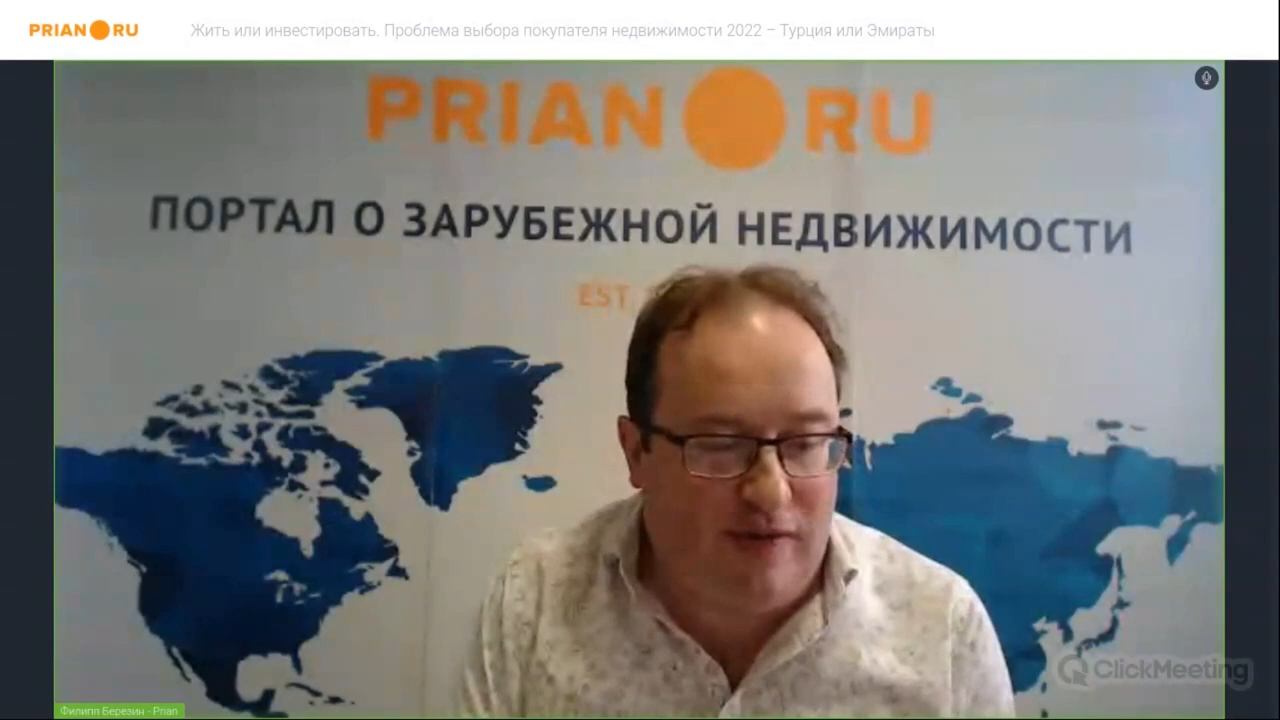 PRIAN RU
Жить или инвестировать. Проблема выбора покупателя недвижимости 2022 – Турция или Эмираты
PRIAN RU
ПОРТАЛ О ЗАРУБЕЖНОЙ НЕДВИЖИМОСТИ
EST.
ClickMeeting
Филипп Березин - Prian